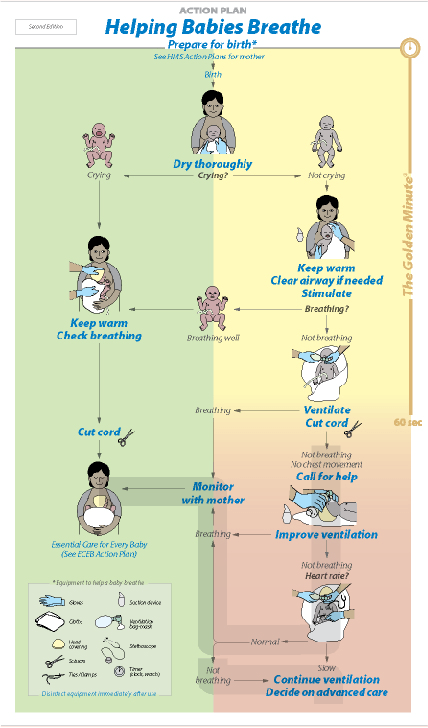 ACTION PLAN
Second Edition
Helping Babies Breathe
Prepare for birth*
See HMS Action Plans for mother
Birth
Dry thoroughly
Crying
Crying?
Not crying
The Golden Minute
Keep warm
Clear airway if needed
Stimulate
Breathing?
Keep warm
Check breathing
Breathing well
Not breathing
Breathing
Ventilate
Cut cord
60 sec
Cut cord
Not breathing
No chest movement
Call for help
Monitor
with mother
Breathing
Improve ventilation
Essential Care for Every Baby
(See ECEB Action Plan)
Not breathing
Heart rate?
*Equipment to help a baby breathe
Gloves
Suction device
Cloths
Ventilation
bag-mask
Head
covering
Stethoscope
Scissors
Ties/clamps
Timer
(clock, watch)
Disinfect equipment immediately after use
Normal
Not
breathing
Slow
Continue ventilation
Decide on advanced care